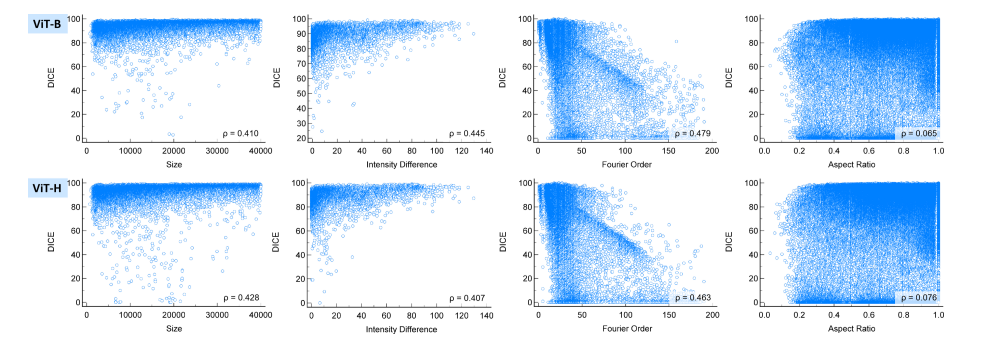 ViT-B
DICE
100
80
60
40
20
0
0 10000 20000 30000 40000
Size
ρ = 0.410
DICE
100
90
80
70
60
50
40
30
20
0 20 40 60 80 100 120 140
Intensity Difference
ρ = 0.445
DICE
100
80
60
40
20
0
0 50 100 150 200
Fourier Order
ρ = 0.479
DICE
100
80
60
40
20
0
0.0 0.2 0.4 0.6 0.8 1.0
Aspect Ratio
ρ = 0.065
ViT-H
DICE
100
80
60
40
20
0
0 10000 20000 30000 40000
Size
ρ = 0.428
DICE
100
80
60
40
20
0
0 20 40 60 80 100 120 140
Intensity Difference
ρ = 0.407
DICE
100
80
60
40
20
0
0 50 100 150 200
Fourier Order
ρ = 0.463
DICE
100
80
60
40
20
0
0.0 0.2 0.4 0.6 0.8 1.0
Aspect Ratio
ρ = 0.076